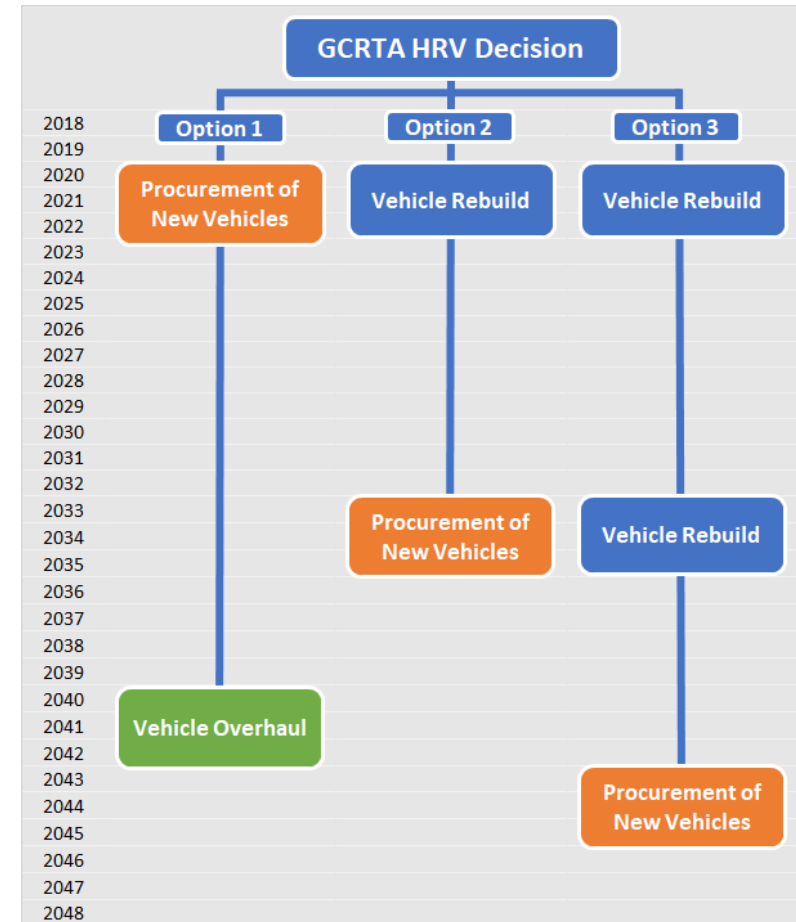 GCRTA HRV Decision
2018
Option 1
Option 2
Option 3
2019
2020
Procurement of
New Vehicles
Vehicle Rebuild
Vehicle Rebuild
2021
2022
2023
2024
2025
2026
2027
2028
2029
2030
2031
2032
2033
Procurement of
New Vehicles
Vehicle Rebuild
2034
2035
2036
2037
2038
2039
2040
2041
Vehicle Overhaul
2042
2043
Procurement of
New Vehicles
2044
2045
2046
2047
2048